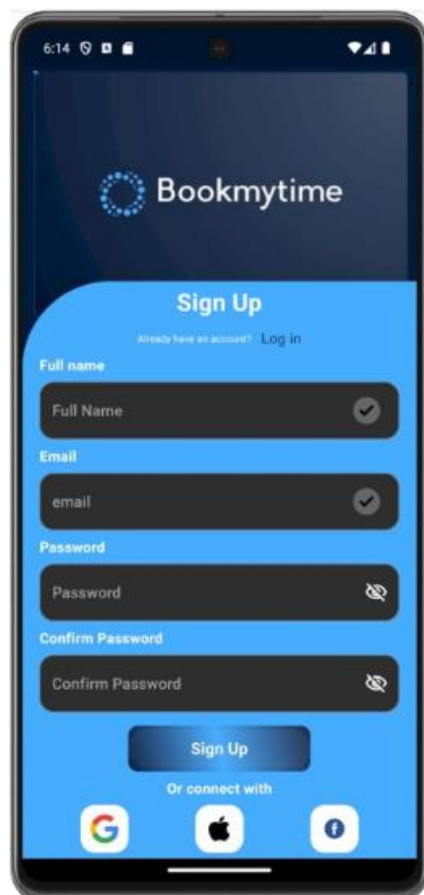 6:14
Bookmytime
Sign Up
Already have an account? Log in
Full name
Full Name
Email
email
Password
Password
Confirm Password
Confirm Password
Sign Up
Or connect with